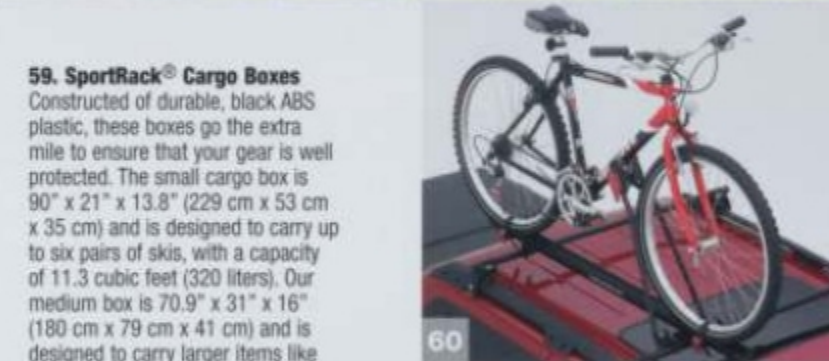 59. SportRack® Cargo Boxes
Constructed of durable, black ABS
plastic, these boxes go the extra
mile to ensure that your gear is well
protected. The small cargo box is
90" x 21" x 13.8" (229 cm x 53 cm
x 35 cm) and is designed to carry up
to six pairs of skis, with a capacity
of 11.3 cubic feet (320 liters). Our
medium box is 70.9" x 31" x 16"
(180 cm x 79 cm x 41 cm) and is
designed to carry larger items like
60